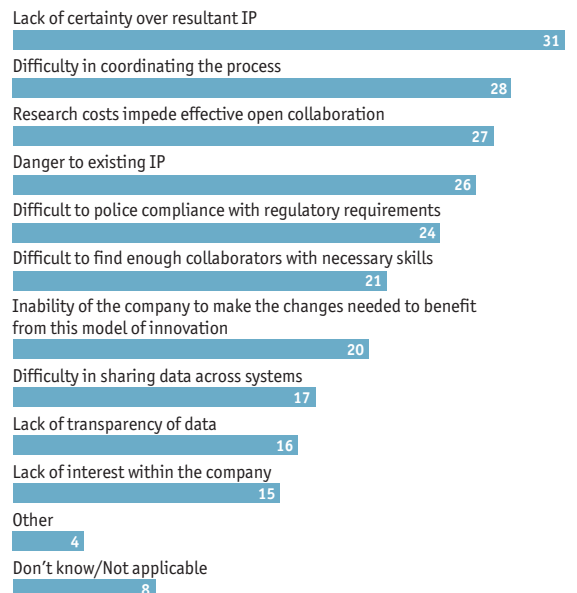 Lack of certainty over resultant IP
31
Difficulty in coordinating the process
28
Research costs impede effective open collaboration
27
Danger to existing IP
26
Difficult to police compliance with regulatory requirements
24
Difficult to find enough collaborators with necessary skills
21
Inability of the company to make the changes needed to benefit
from this model of innovation
20
Difficulty in sharing data across systems
17
Lack of transparency of data
16
Lack of interest within the company
15
Other
4
Don’t know/Not applicable
8